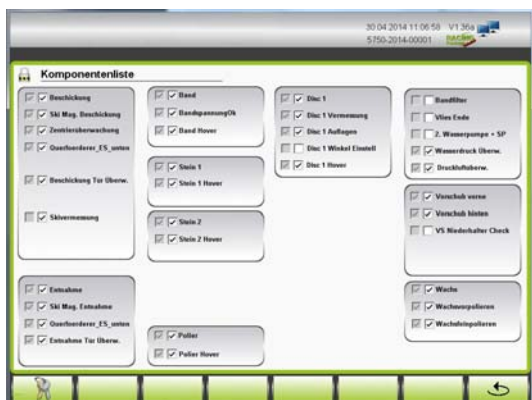 30.04.2014 11:06:58 V1.36a
5750-2014-00001
Komponentenliste
Beschickung
Ski Mag. Beschickung
Zentrierüberwachung
Querfoerderer_ES_unten
Beschickung Tür Überw.
Skivermessung
Entnahme
Ski Mag. Entnahme
Querfoerderer_ES_unten
Entnahme Tür Überw.
Band
BandspannungOk
Band Hover
Stein 1
Stein 1 Hover
Stein 2
Stein 2 Hover
Polier
Polier Hover
Disc 1
Disc 1 Vermessung
Disc 1 Auflagen
Disc 1 Winkel Einstell
Disc 1 Hover
Bandfilter
Vlies Ende
2. Wasserpumpe + SP
Wasserdruck Überw.
Druckluftüberw.
Vorschub vorne
Vorschub hinten
VS Niederhalter Check
Wachs
Wachsvorpolieren
Wachsfeinpolieren